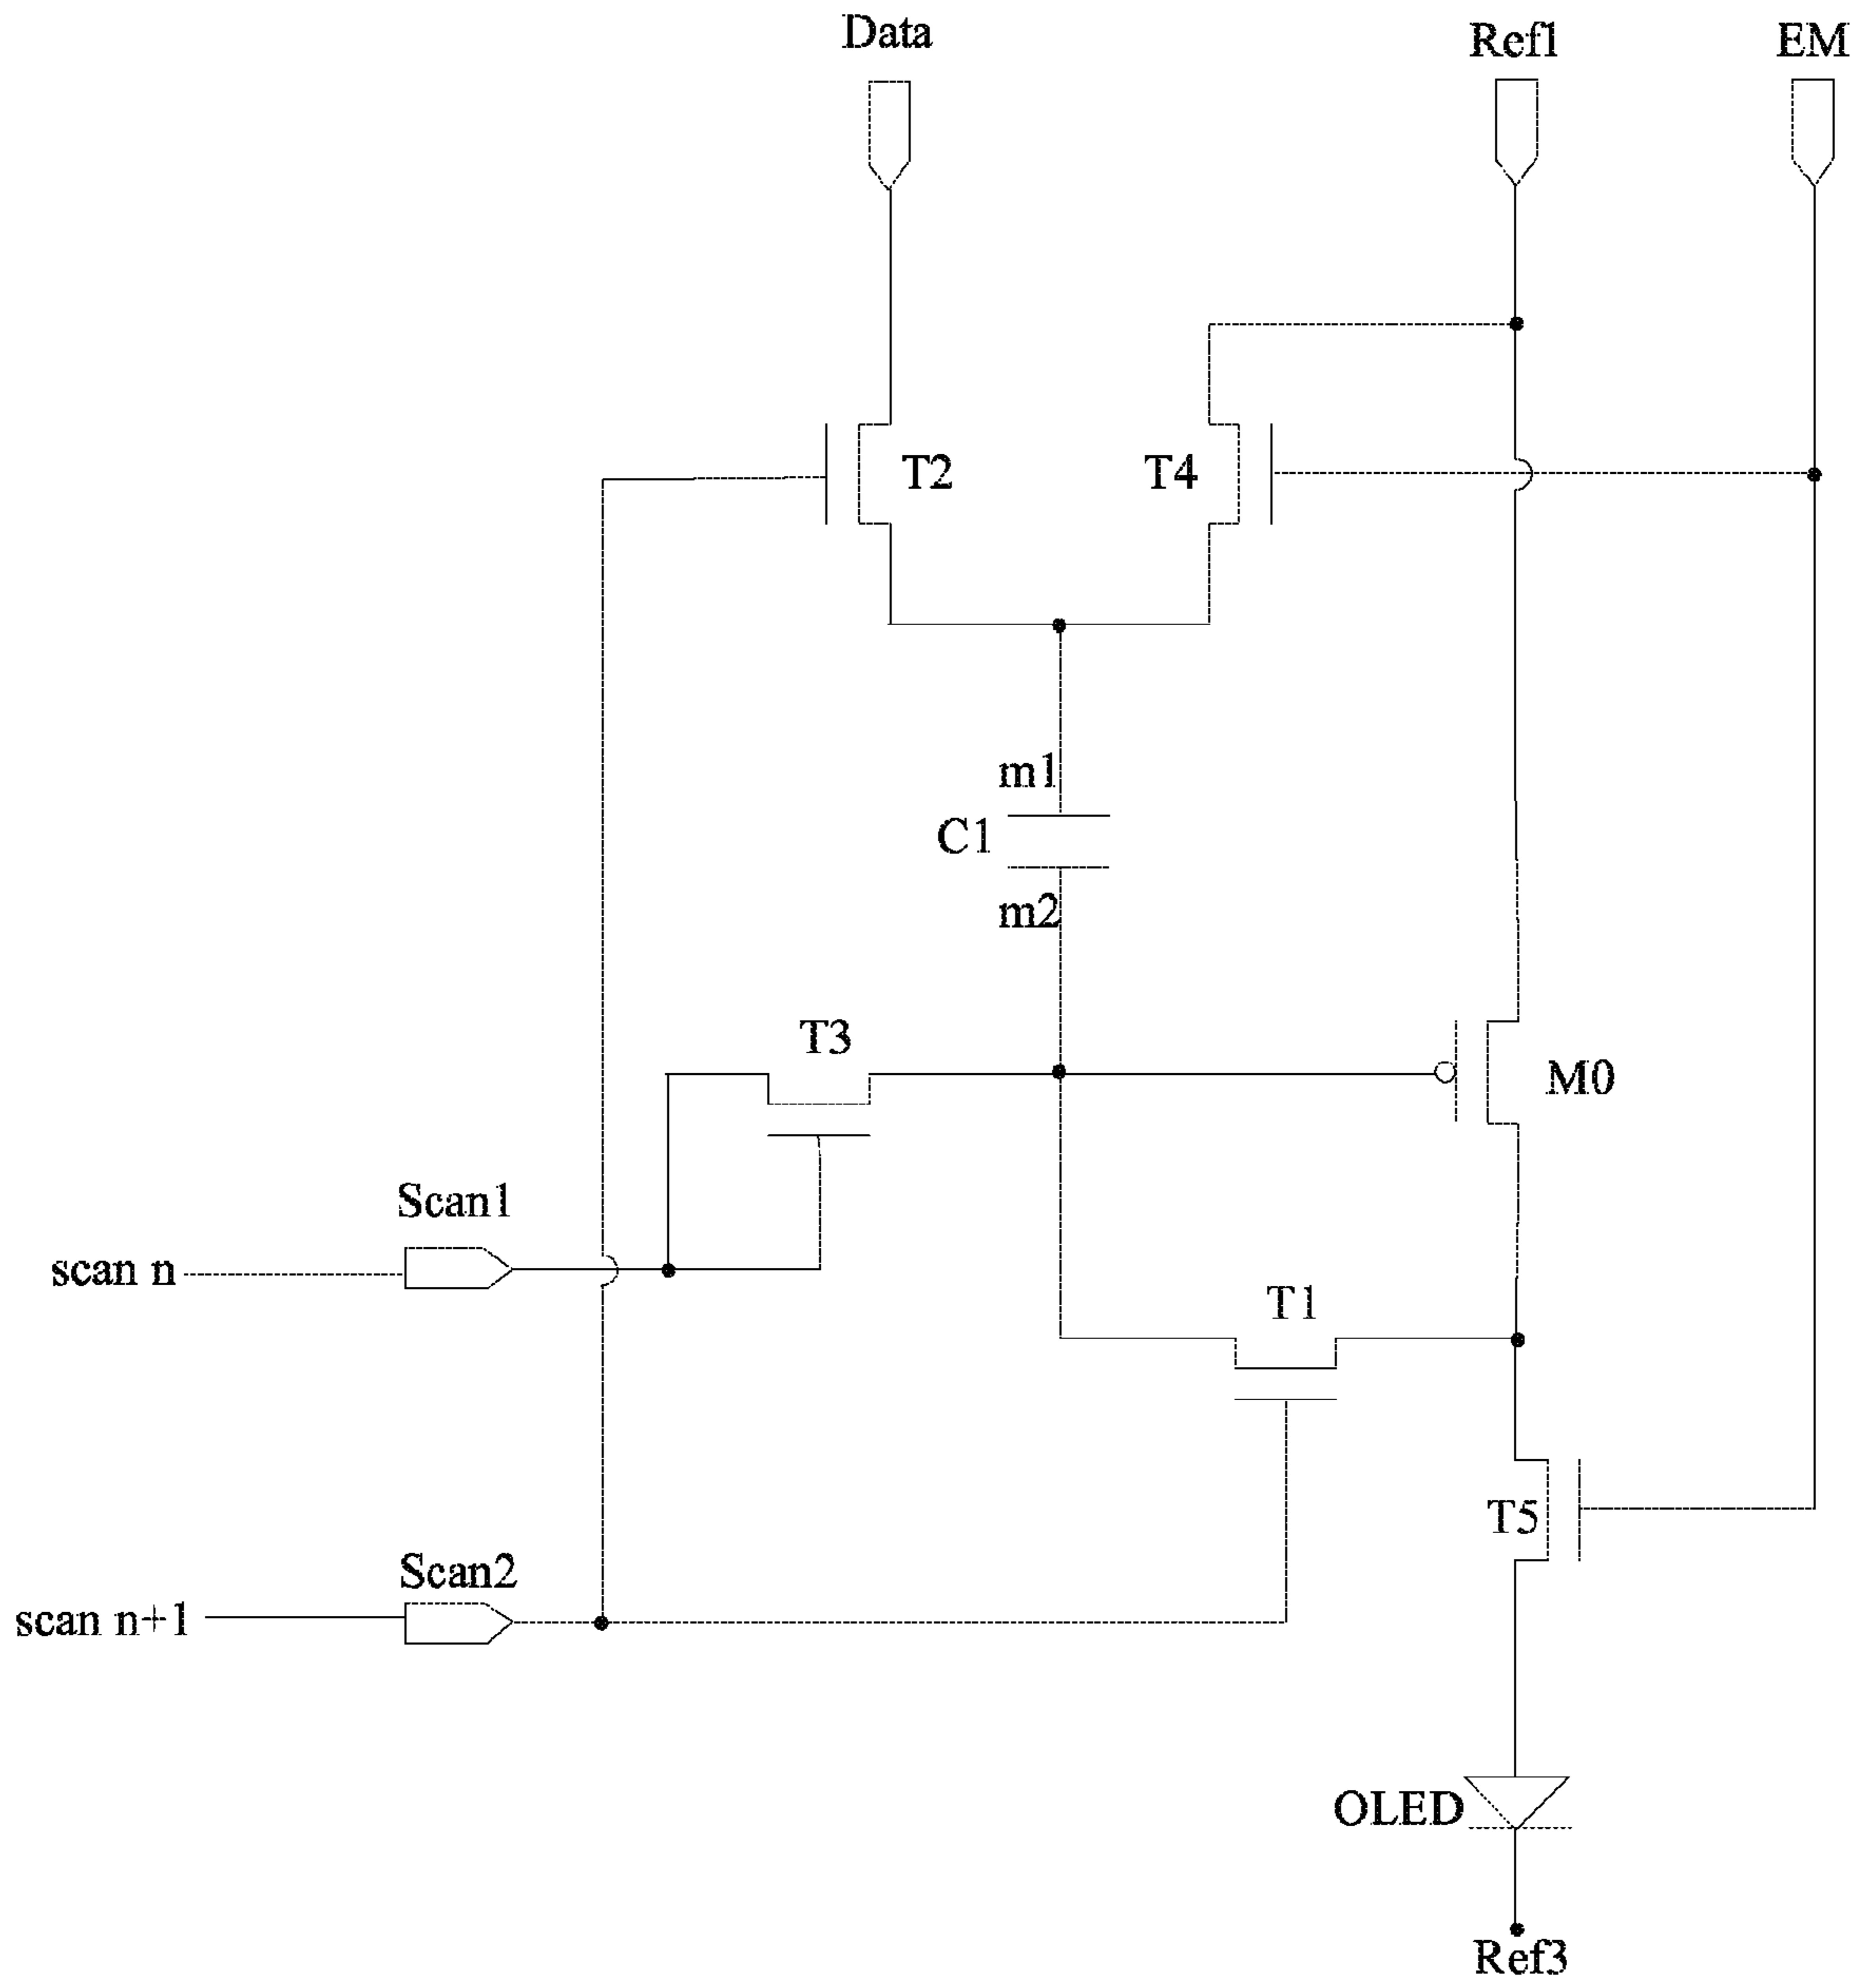 Data
Ref1
EM
T2
T4
m1
C1
m2
T3
M0
Scan1
scan n
T1
T5
Scan2
scan n+1
OLED
Ref3